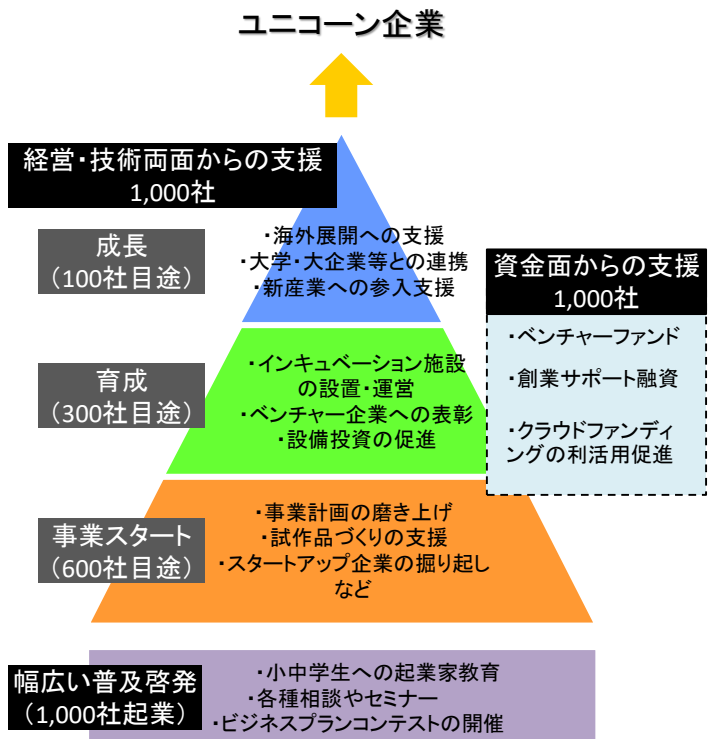 ユニコーン企業
経営・技術両面からの支援
1,000社
成長
（100社目途）
・海外展開への支援
・大学・大企業等との連携
・新産業への参入支援
資金面からの支援
1,000社
・ベンチャーファンド
・創業サポート融資
・クラウドファンディ
ングの利活用促進
育成
（300社目途）
・インキュベーション施設
の設置・運営
・ベンチャー企業への表彰
・設備投資の促進
事業スタート
（600社目途）
・事業計画の磨き上げ
・試作品づくりの支援
・スタートアップ企業の掘り起し
など
幅広い普及啓発
（1,000社起業）
・小中学生への起業家教育
・各種相談やセミナー
・ビジネスプランコンテストの開催